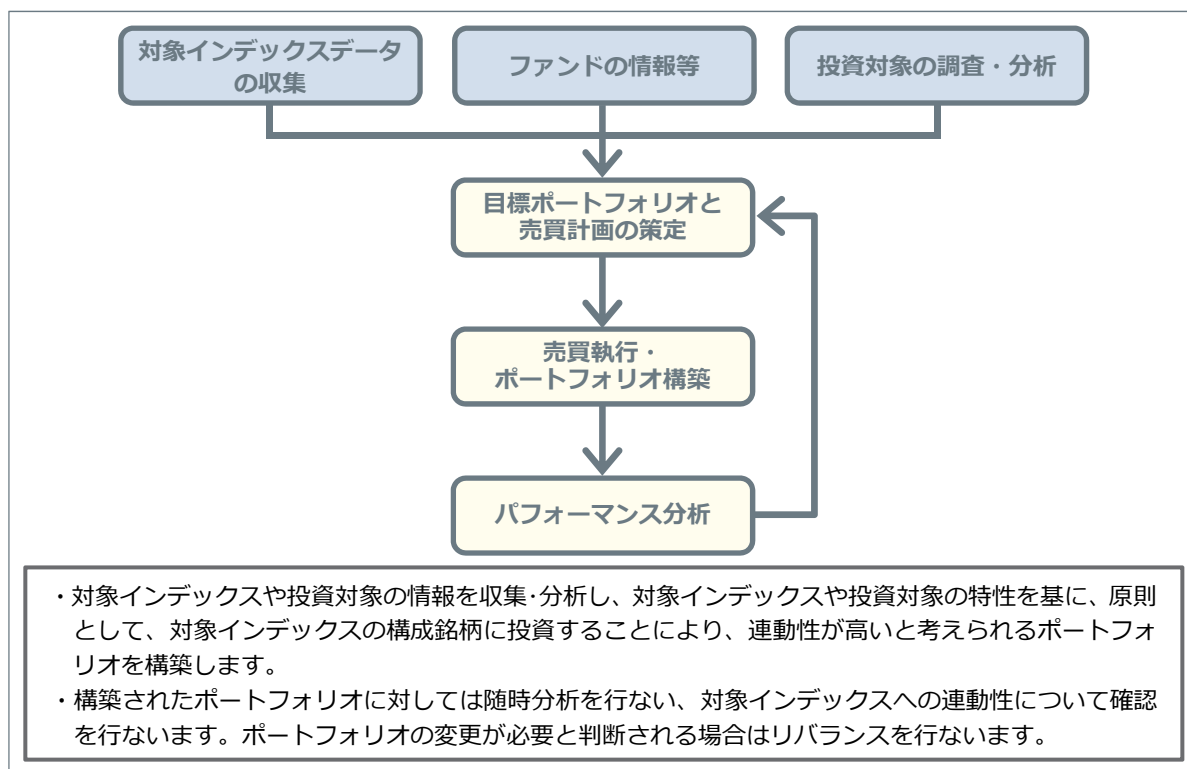 対象インデックスデータ
の収集
ファンドの情報等
投資対象の調査・分析
目標ポートフォリオと
売買計画の策定
売買執行・
ポートフォリオ構築
パフォーマンス分析
・対象インデックスや投資対象の情報を収集･分析し、対象インデックスや投資対象の特性を基に、原則
として、対象インデックスの構成銘柄に投資することにより、連動性が高いと考えられるポートフォ
リオを構築します。
・構築されたポートフォリオに対しては随時分析を行ない、対象インデックスへの連動性について確認
を行ないます。ポートフォリオの変更が必要と判断される場合はリバランスを行ないます。